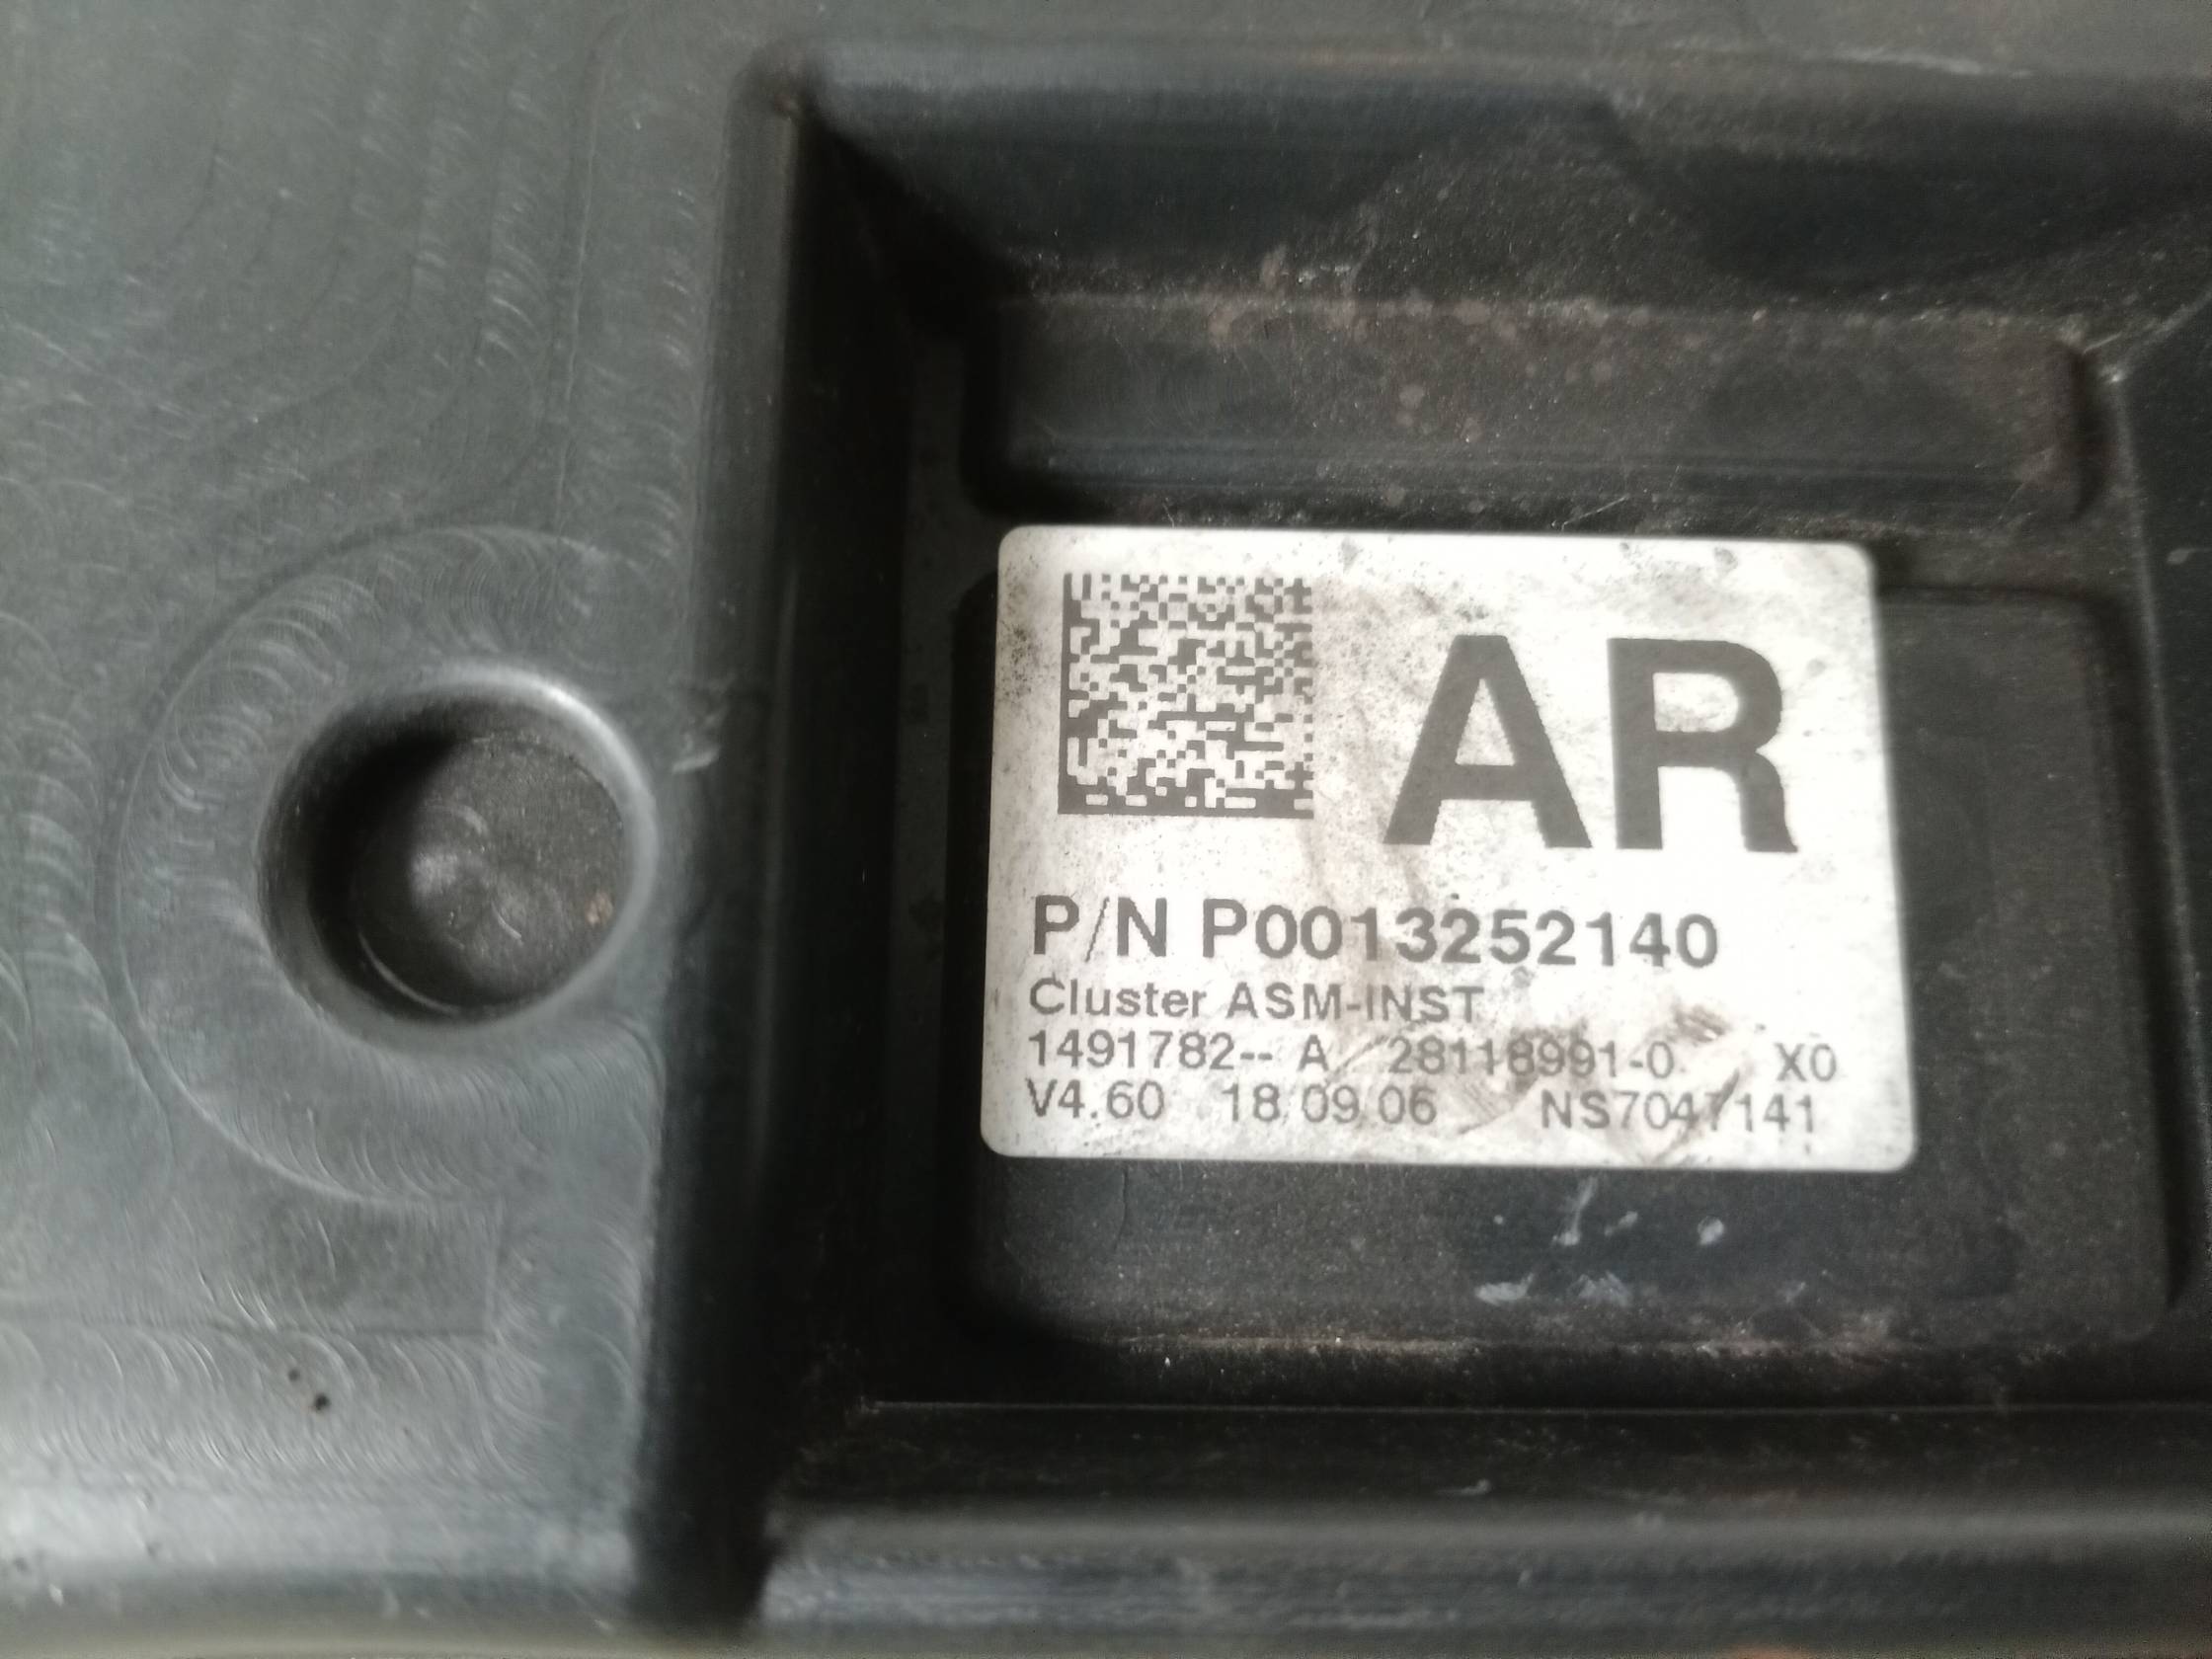 AR
P/N P0013252140
Cluster ASM-INST
1491782-- A 28118991-0 X0
V4.60 18.09.06 NS7047141